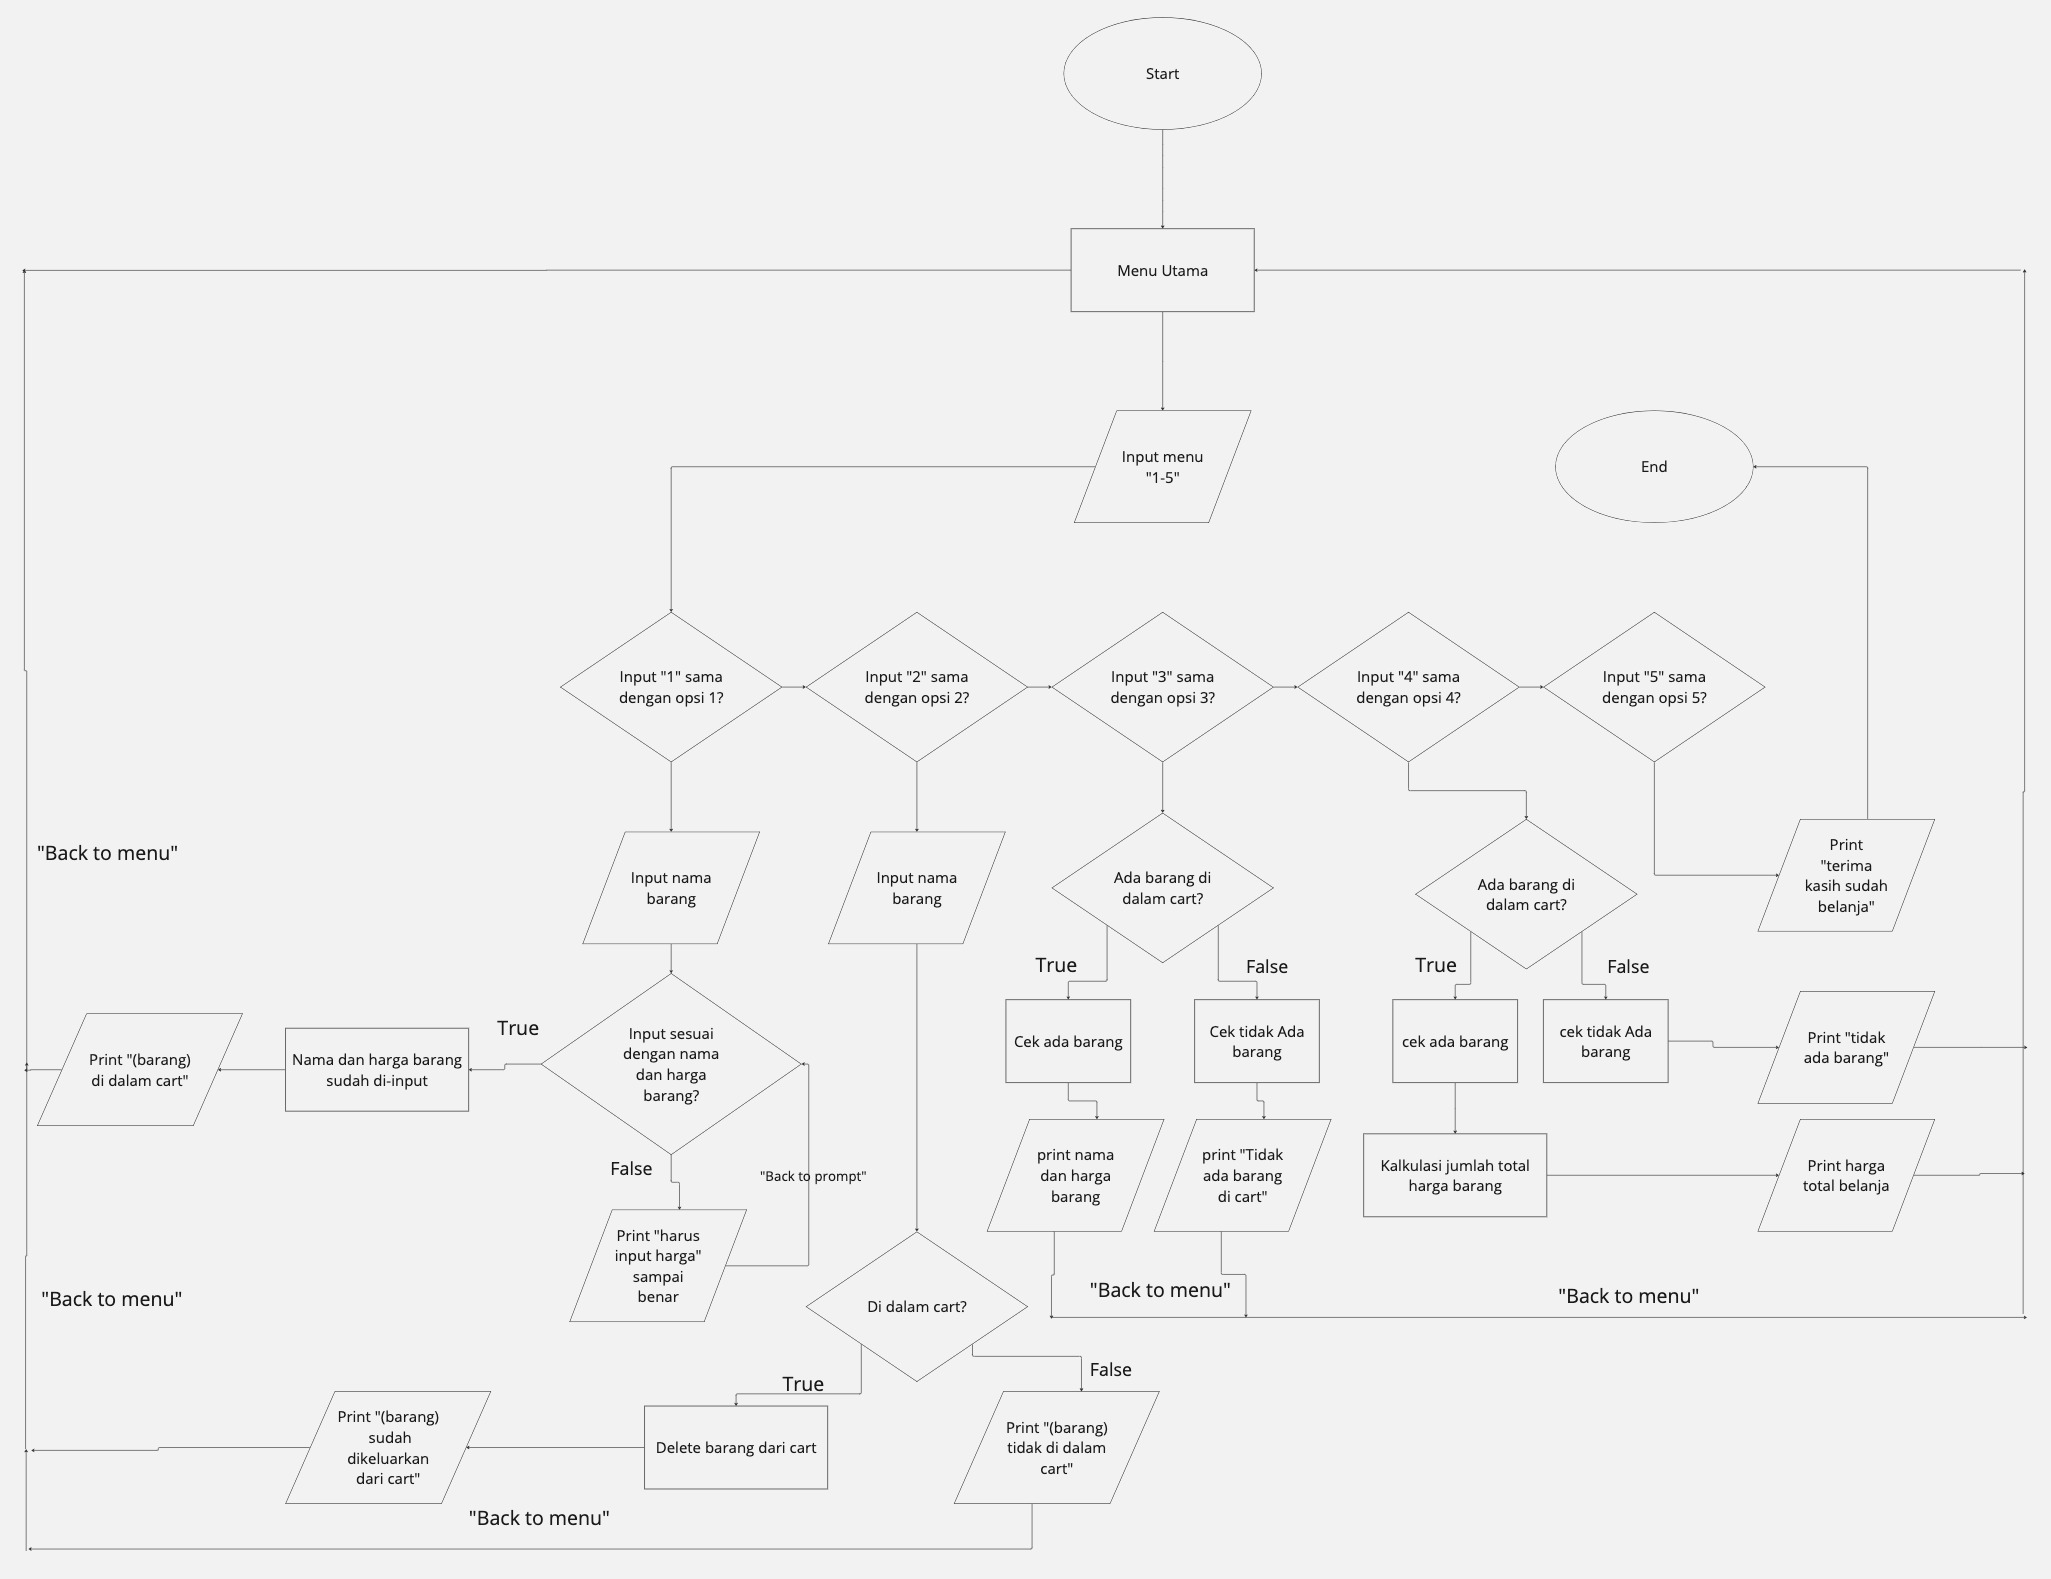 Start
Menu Utama
Input menu
"1-5"
End
Input "1" sama
dengan opsi 1?
Input "2" sama
dengan opsi 2?
Input "3" sama
dengan opsi 3?
Input "4" sama
dengan opsi 4?
Input "5" sama
dengan opsi 5?
"Back to menu"
Input nama
barang
Input nama
barang
Ada barang di
dalam cart?
Ada barang di
dalam cart?
Print
"terima
kasih sudah
belanja"
True
False
True
False
Print "(barang)
di dalam cart"
Nama dan harga barang
sudah di-input
True
Input sesuai
dengan nama
dan harga
barang?
Cek ada barang
Cek tidak Ada
barang
cek ada barang
cek tidak Ada
barang
Print "tidak
ada barang"
False
"Back to prompt"
print nama
dan harga
barang
print "Tidak
ada barang
di cart"
Kalkulasi jumlah total
harga barang
Print harga
total belanja
Print "harus
input harga"
sampai
benar
"Back to menu"
Di dalam cart?
"Back to menu"
"Back to menu"
True
False
Print "(barang)
sudah
dikeluarkan
dari cart"
Delete barang dari cart
Print "(barang)
tidak di dalam
cart"
"Back to menu"